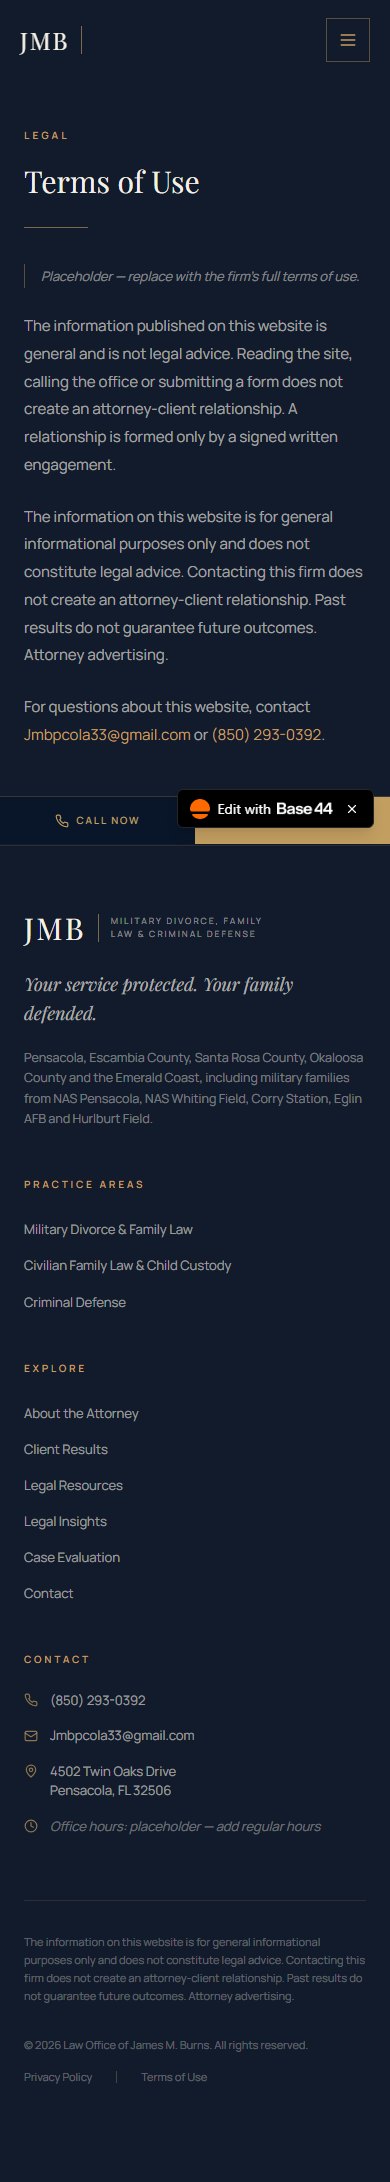 JMB
LEGAL
Terms of Use
Placeholder — replace with the firm's full terms of use.
The information published on this website is
general and is not legal advice. Reading the site,
calling the office or submitting a form does not
create an attorney-client relationship. A
relationship is formed only by a signed written
engagement.
The information on this website is for general
informational purposes only and does not
constitute legal advice. Contacting this firm does
not create an attorney-client relationship. Past
results do not guarantee future outcomes.
Attorney advertising.
For questions about this website, contact
Jmbpcola33@gmail.com or (850) 293-0392.
CALL NOW
Edit with Base44
JMB
MILITARY DIVORCE, FAMILY
LAW & CRIMINAL DEFENSE
Your service protected. Your family
defended.
Pensacola, Escambia County, Santa Rosa County, Okaloosa
County and the Emerald Coast, including military families
from NAS Pensacola, NAS Whiting Field, Corry Station, Eglin
AFB and Hurlburt Field.
PRACTICE AREAS
Military Divorce & Family Law
Civilian Family Law & Child Custody
Criminal Defense
EXPLORE
About the Attorney
Client Results
Legal Resources
Legal Insights
Case Evaluation
Contact
CONTACT
(850) 293-0392
Jmbpcola33@gmail.com
4502 Twin Oaks Drive
Pensacola, FL 32506
Office hours: placeholder — add regular hours
The information on this website is for general informational
purposes only and does not constitute legal advice. Contacting this
firm does not create an attorney-client relationship. Past results do
not guarantee future outcomes. Attorney advertising.
© 2026 Law Office of James M. Burns. All rights reserved.
Privacy Policy
Terms of Use